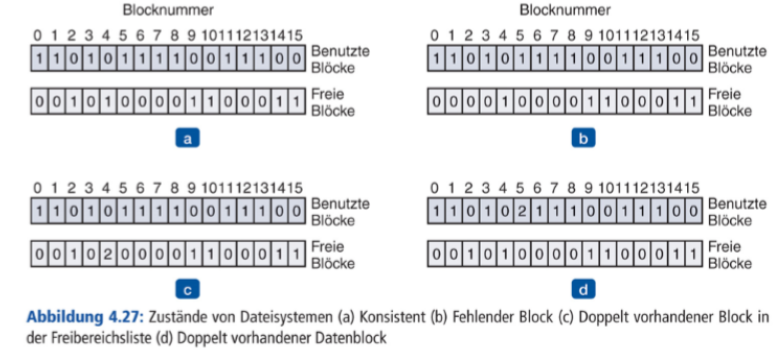 Blocknummer
0 1 2 3 4 5 6 7 8 9 10 11 12 13 14 15
1 1 0 1 0 1 1 1 1 0 0 1 1 1 0 0 Benutzte
Blöcke
0 0 1 0 1 0 0 0 0 1 1 0 0 0 1 1 Freie
Blöcke
a
Blocknummer
0 1 2 3 4 5 6 7 8 9 10 11 12 13 14 15
1 1 0 1 0 1 1 1 1 0 0 1 1 1 0 0 Benutzte
Blöcke
0 0 0 0 1 0 0 0 0 1 1 0 0 0 1 1 Freie
Blöcke
b
0 1 2 3 4 5 6 7 8 9 10 11 12 13 14 15
1 1 0 1 0 1 1 1 1 0 0 1 1 1 0 0 Benutzte
Blöcke
0 0 1 0 2 0 0 0 0 1 1 0 0 0 1 1 Freie
Blöcke
c
0 1 2 3 4 5 6 7 8 9 10 11 12 13 14 15
1 1 0 1 0 2 1 1 1 0 0 1 1 1 0 0 Benutzte
Blöcke
0 0 1 0 1 0 0 0 0 1 1 0 0 0 1 1 Freie
Blöcke
d
Abbildung 4.27: Zustände von Dateisystemen (a) Konsistent (b) Fehlender Block (c) Doppelt vorhandener Block in
der Freibereichsliste (d) Doppelt vorhandener Datenblock